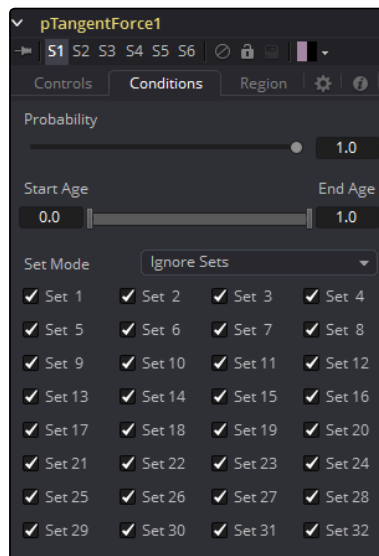 pTangentForce1
S1 S2 S3 S4 S5 S6
Controls Conditions Region
Probability
1.0
Start Age End Age
0.0 1.0
Set Mode Ignore Sets
Set 1 Set 2 Set 3 Set 4
Set 5 Set 6 Set 7 Set 8
Set 9 Set 10 Set 11 Set 12
Set 13 Set 14 Set 15 Set 16
Set 17 Set 18 Set 19 Set 20
Set 21 Set 22 Set 23 Set 24
Set 25 Set 26 Set 27 Set 28
Set 29 Set 30 Set 31 Set 32